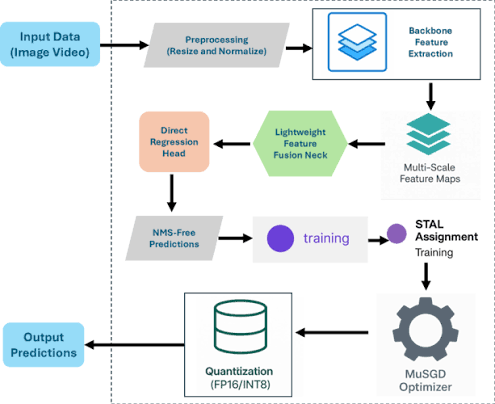 Input Data
(Image Video)
Preprocessing
(Resize and Normalize)
Backbone
Feature
Extraction
Direct
Regression
Head
Lightweight
Feature
Fusion Neck
Multi-Scale
Feature Maps
NMS-Free
Predictions
training
STAL
Assignment
Training
Output
Predictions
Quantiization
(FP16/INT8)
MuSGD
Optimizer